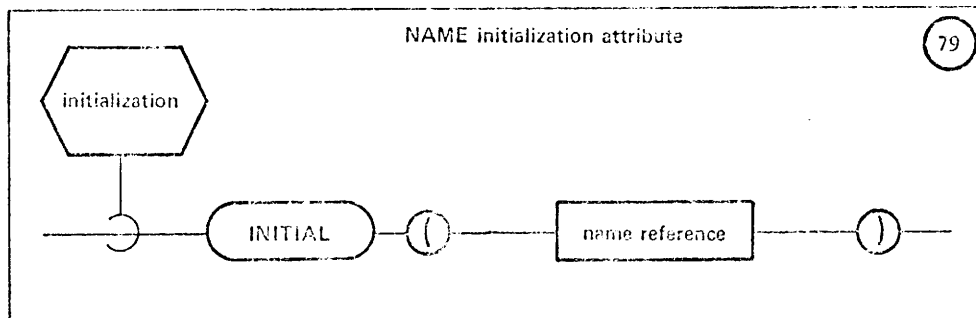 NAME initialization attribute
79
initialization
INITIAL
(
name reference
)